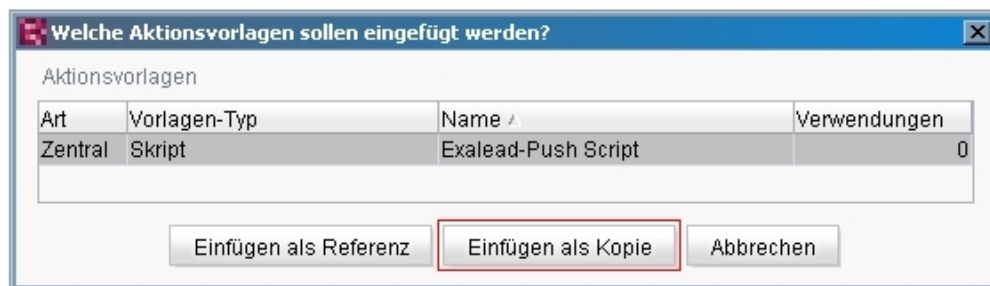 Welche Aktionsvorlagen sollen eingefügt werden?
Aktionsvorlagen
Art Vorlagen-Typ Name Verwendungen
Zentral Skript Exalead-Push Script 0
Einfügen als Referenz Einfügen als Kopie Abbrechen